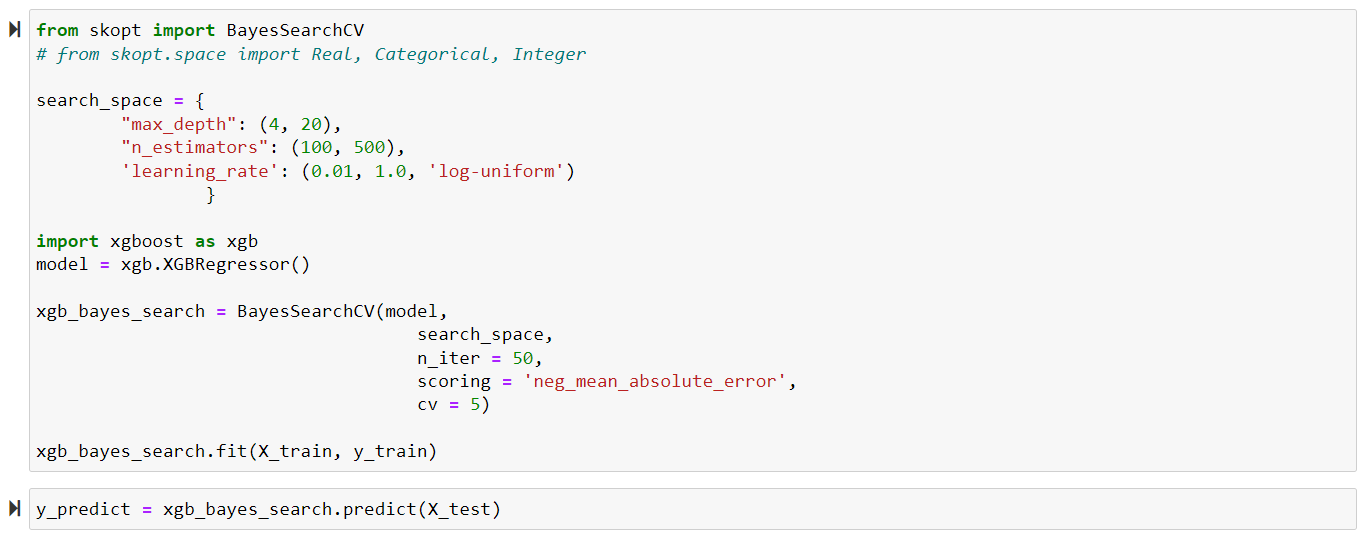 from skopt import BayesSearchCV
# from skopt.space import Real, Categorical, Integer
search_space = {
"max_depth": (4, 20),
"n_estimators": (100, 500),
'learning_rate': (0.01, 1.0, 'log-uniform')
}
import xgboost as xgb
model = xgb.XGBRegressor()
xgb_bayes_search = BayesSearchCV(model,
search_space,
n_iter = 50,
scoring = 'neg_mean_absolute_error',
cv = 5)
xgb_bayes_search.fit(X_train, y_train)
y_predict = xgb_bayes_search.predict(X_test)